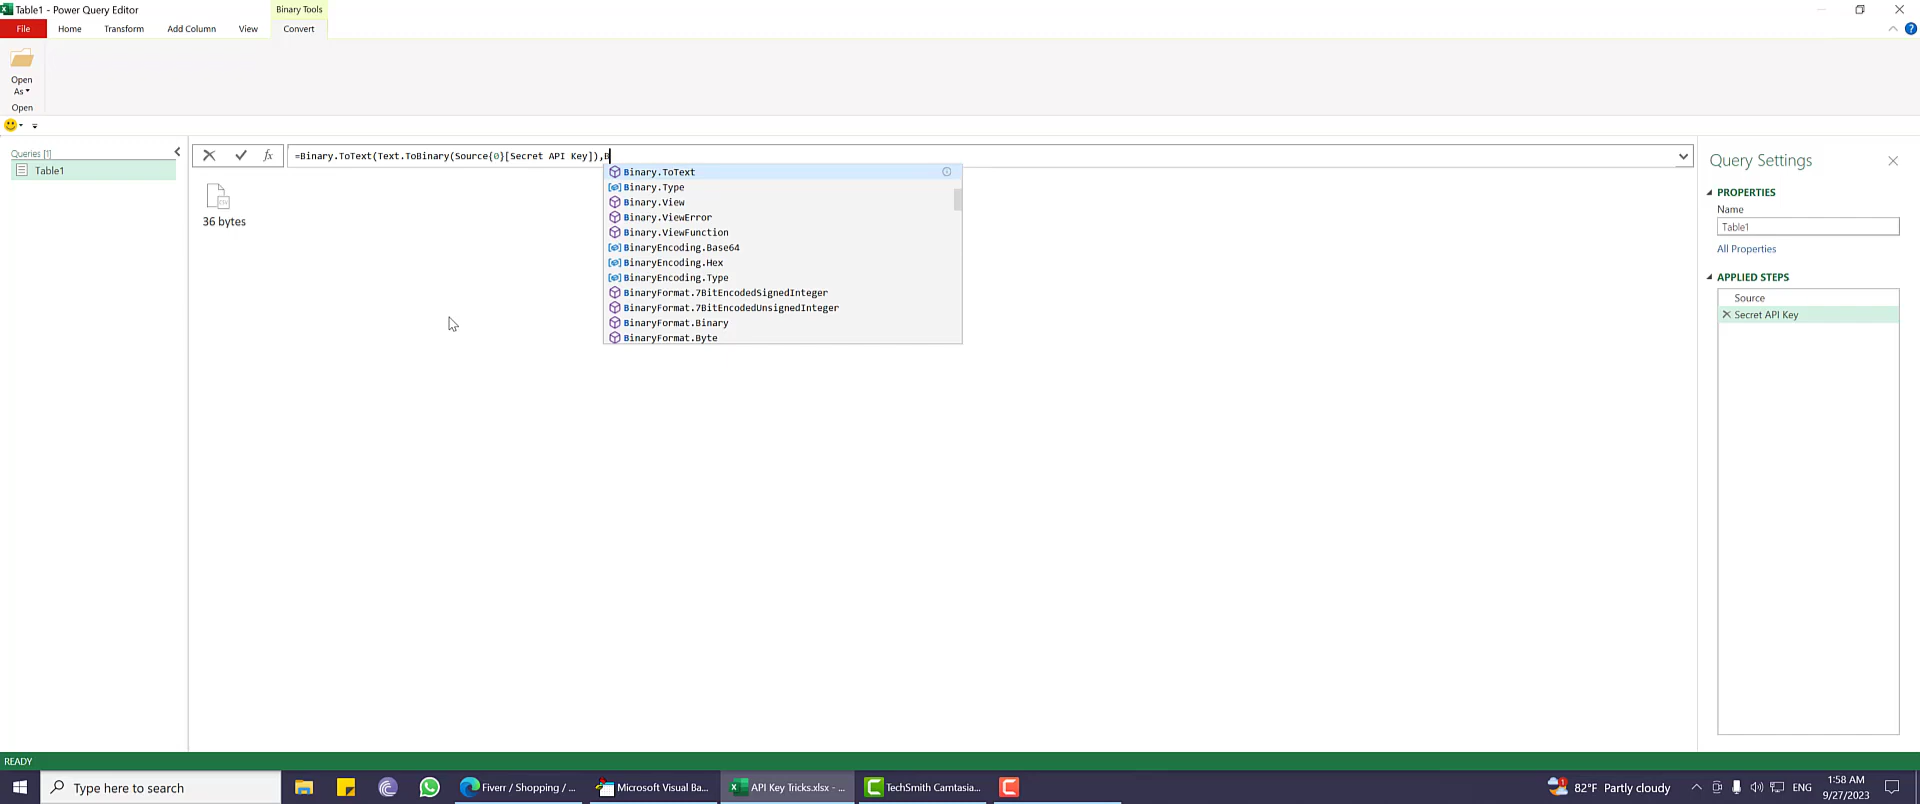 Table1 - Power Query Editor
Binary Tools
File
Home
Transform
Add Column
View
Convert
Open
As
Open
Queries [1]
Table1
fx
=Binary.ToText(Text.ToBinary(Source{0}[Secret API Key]),B
Binary.ToText
Binary.Type
Binary.View
Binary.ViewError
Binary.ViewFunction
BinaryEncoding.Base64
BinaryEncoding.Hex
BinaryEncoding.Type
BinaryFormat.7BitEncodedSignedInteger
BinaryFormat.7BitEncodedUnsignedInteger
BinaryFormat.Binary
BinaryFormat.Byte
CSV
36 bytes
Query Settings
PROPERTIES
Name
Table1
All Properties
APPLIED STEPS
Source
Secret API Key
READY
Type here to search
Fiverr / Shopping / ...
Microsoft Visual Ba...
API Key Tricks.xlsx - ...
TechSmith Camtasia...
1
82°F Partly cloudy
ENG
1:58 AM
9/27/2023